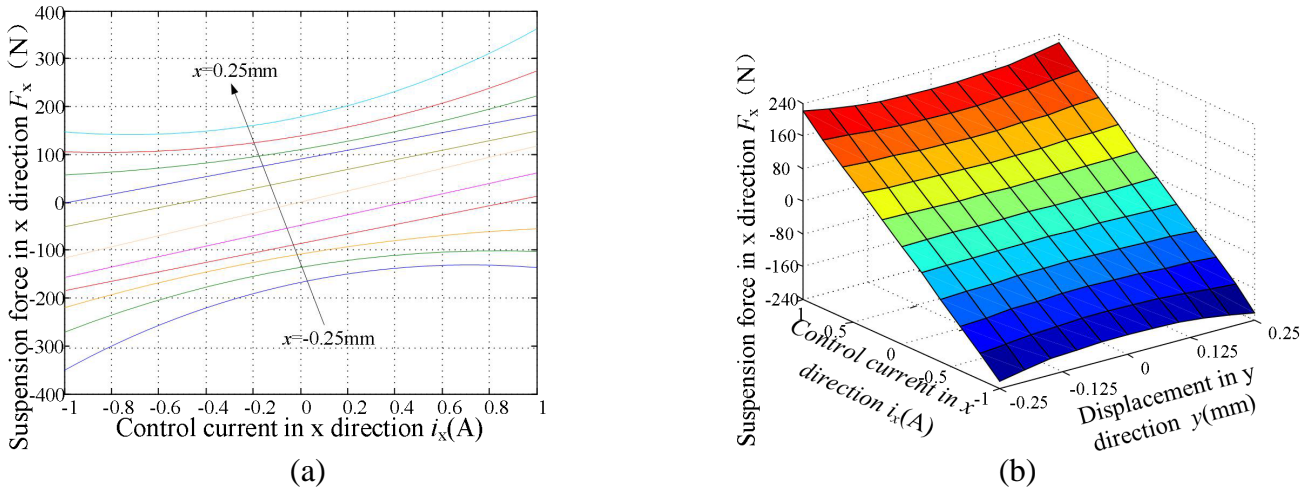 Suspension force in x direction Fx（N）
400
300
200
100
0
-100
-200
-300
-400
x=0.25mm
x=-0.25mm
-1 -0.8 -0.6 -0.4 -0.2 0 0.2 0.4 0.6 0.8 1
Control current in x direction ix(A)
(a)
Suspension force in x direction Fx（N）
240
160
80
0
-80
-160
-240
1
0.5
0
-0.5
-1
Control current in x
direction ix(A)
-0.25
-0.125
0
0.125
0.25
Displacement in y
direction y(mm)
(b)